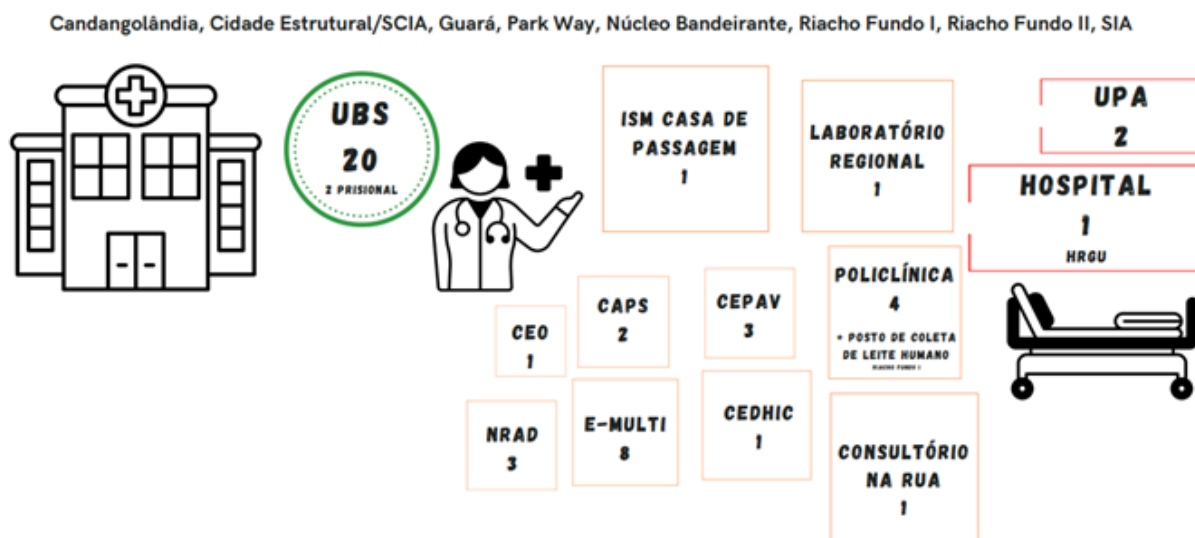 Candangolândia, Cidade Estrutural/SCIA, Guará, Park Way, Núcleo Bandeirante, Riacho Fundo I, Riacho Fundo II, SIA
UBS
20
2 PRISIONAL
ISM CASA DE
PASSAGEM
1
LABORATÓRIO
REGIONAL
1
UPA
2
HOSPITAL
1
HRGU
CEO
1
CAPS
2
CEPAV
3
POLICLÍNICA
4
+ POSTO DE COLETA
DE LEITE HUMANO
RIACHO FUNDO I
NRAD
3
E-MULTI
8
CEDHIC
1
CONSULTÓRIO
NA RUA
1